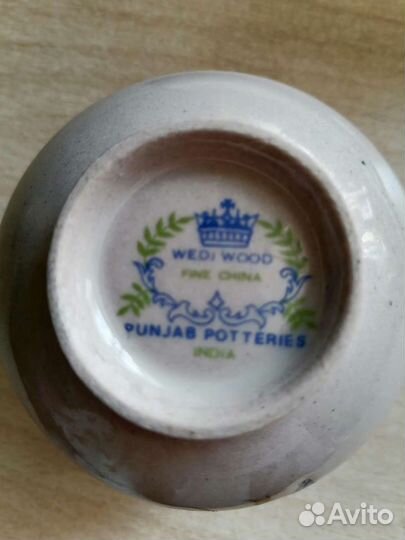 WEDJ WOOD
FINE CHINA
PUNJAB POTTERIES
INDIA
Avito